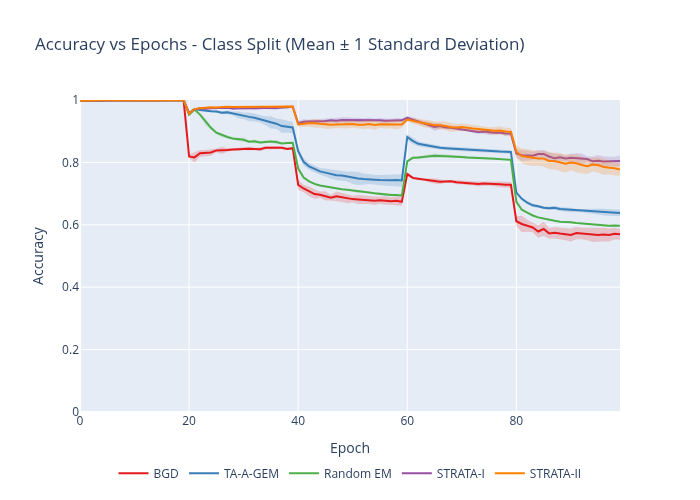 Accuracy vs Epochs - Class Split (Mean ± 1 Standard Deviation)
1
0.8
0.6
0.4
0.2
0
Accuracy
0 20 40 60 80
Epoch
BGD TA-A-GEM Random EM STRATA-I STRATA-II